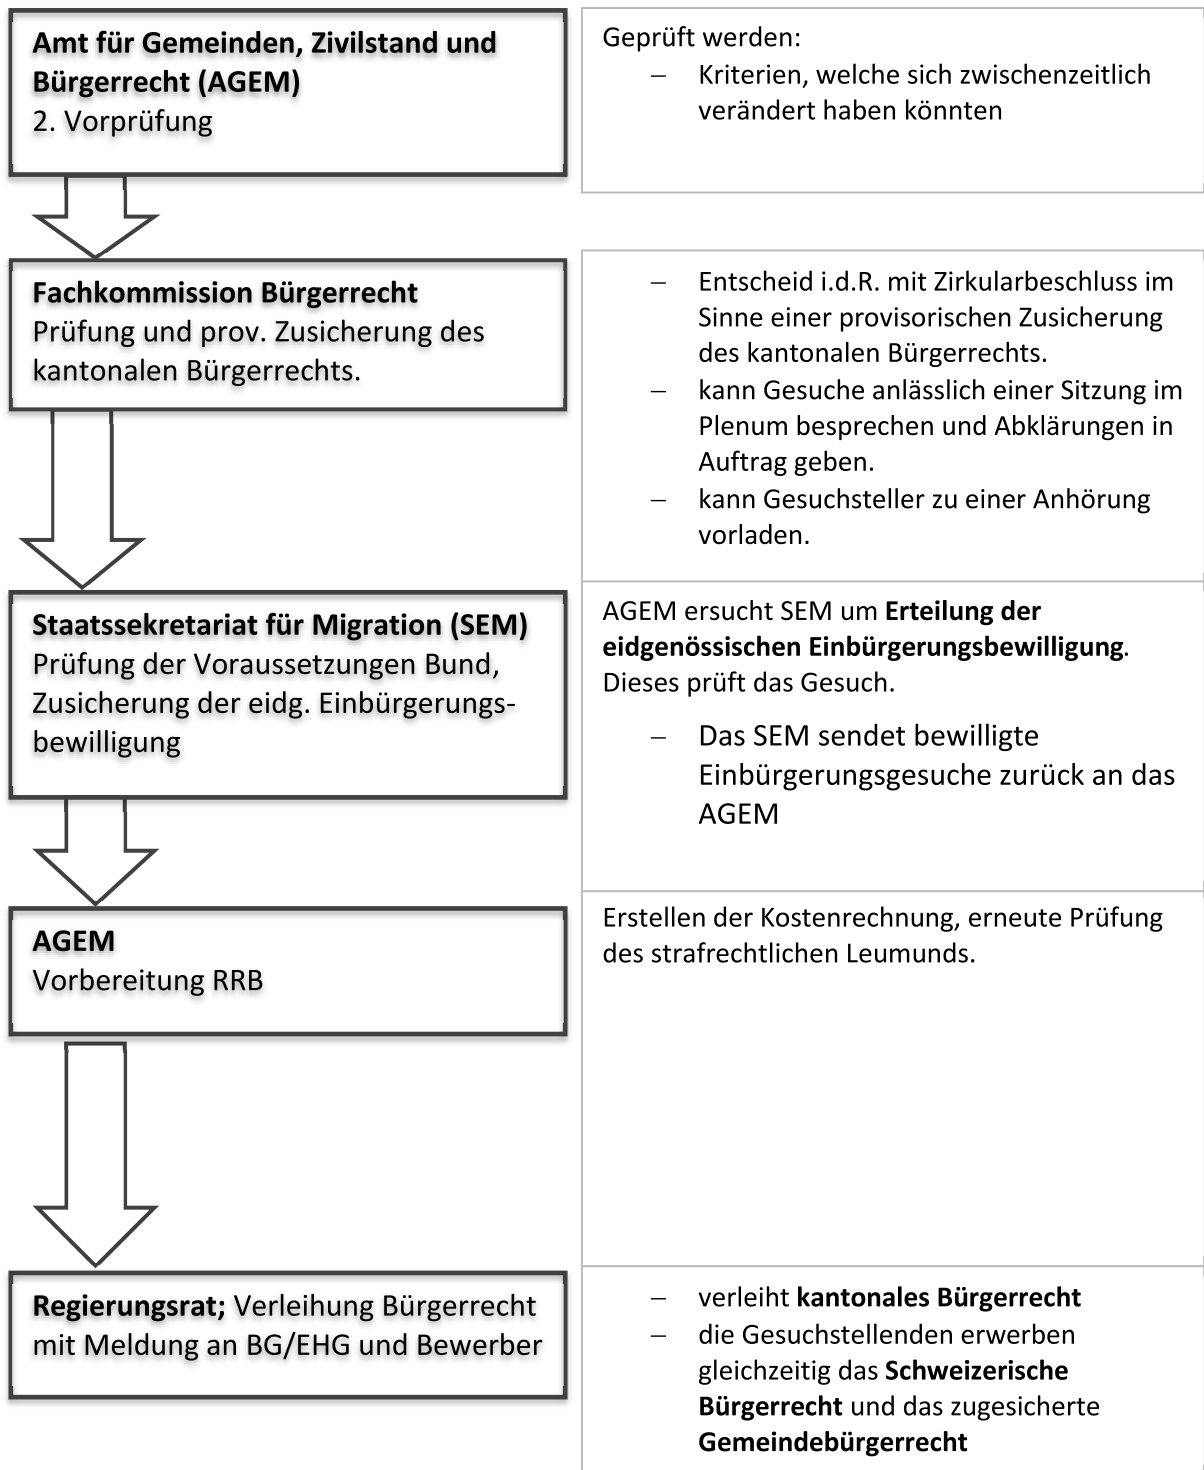 Amt für Gemeinden, Zivilstand und
Bürgerrecht (AGEM)
2. Vorprüfung
Geprüft werden:
– Kriterien, welche sich zwischenzeitlich
verändert haben könnten
Fachkommission Bürgerrecht
Prüfung und prov. Zusicherung des
kantonalen Bürgerrechts.
– Entscheid i.d.R. mit Zirkularbeschluss im
Sinne einer provisorischen Zusicherung
des kantonalen Bürgerrechts.
– kann Gesuche anlässlich einer Sitzung im
Plenum besprechen und Abklärungen in
Auftrag geben.
– kann Gesuchsteller zu einer Anhörung
vorladen.
Staatssekretariat für Migration (SEM)
Prüfung der Voraussetzungen Bund,
Zusicherung der eidg. Einbürgerungs-
bewilligung
AGEM ersucht SEM um Erteilung der
eidgenössischen Einbürgerungsbewilligung.
Dieses prüft das Gesuch.
– Das SEM sendet bewilligte
Einbürgerungsgesuche zurück an das
AGEM
AGEM
Vorbereitung RRB
Erstellen der Kostenrechnung, erneute Prüfung
des strafrechtlichen Leumunds.
Regierungsrat; Verleihung Bürgerrecht
mit Meldung an BG/EHG und Bewerber
– verleiht kantonales Bürgerrecht
– die Gesuchstellenden erwerben
gleichzeitig das Schweizerische
Bürgerrecht und das zugesicherte
Gemeindebürgerrecht